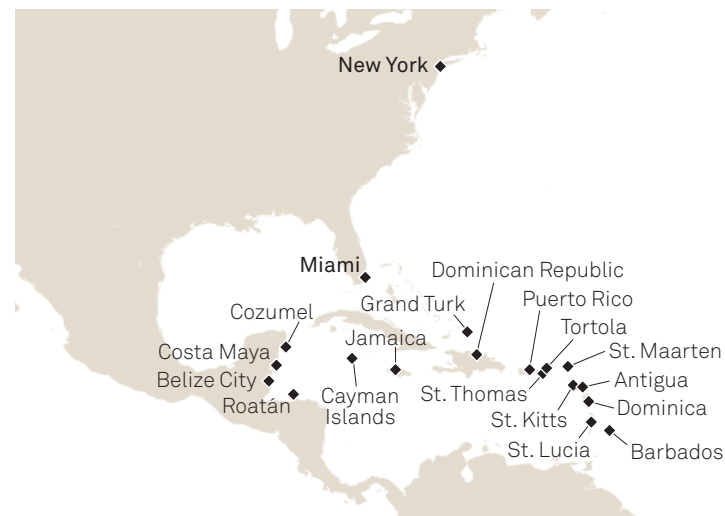 New York
Miami
Dominican Republic
Grand Turk
Puerto Rico
Cozumel
Tortola
Jamaica
Costa Maya
St. Maarten
Belize City
Antigua
Roatán
Cayman
Islands
St. Thomas
St. Kitts
Dominica
St. Lucia
Barbados